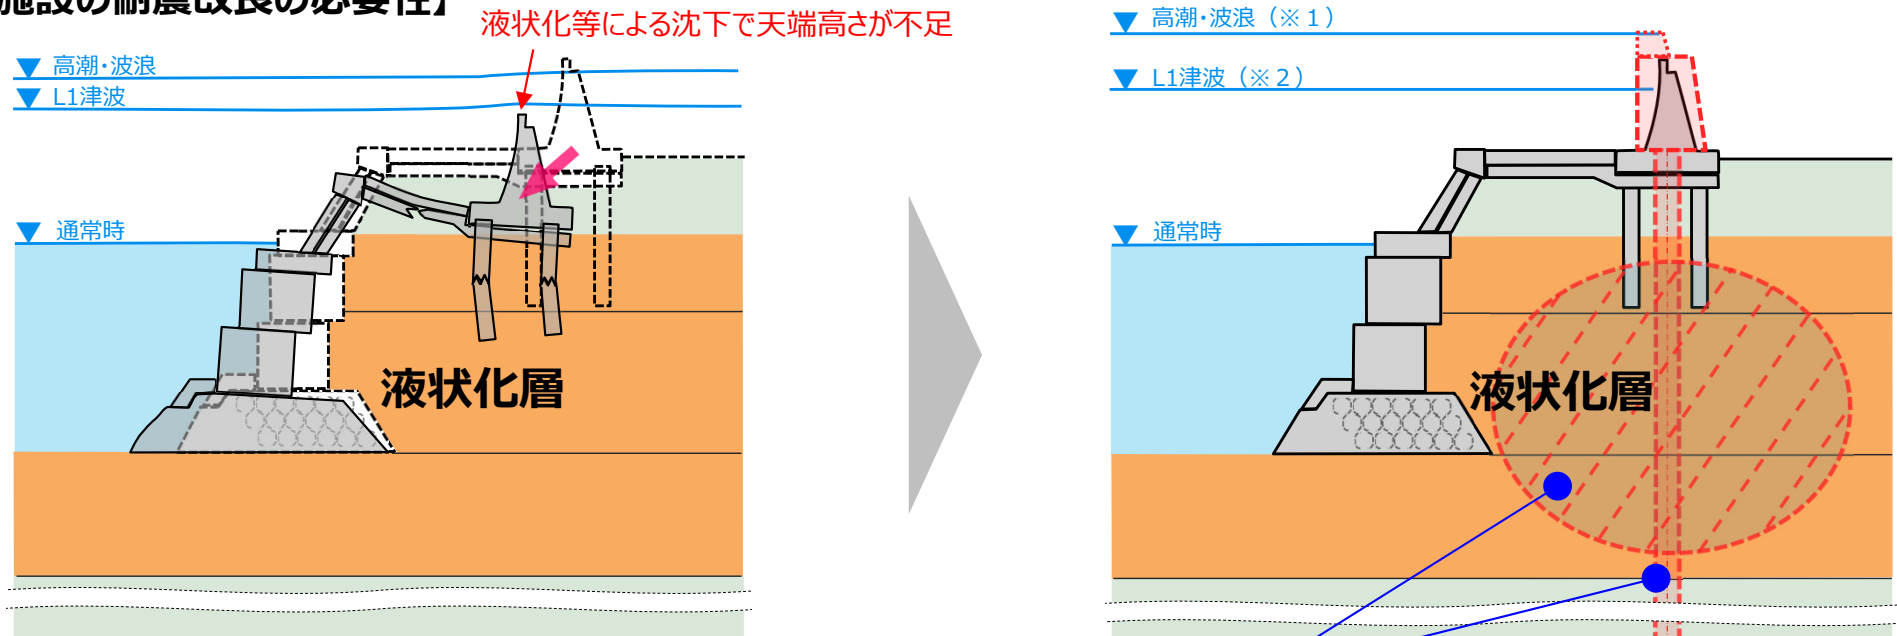 施設の耐震改良の必要性】
液状化等による沈下で天端高さが不足
高潮・波浪
L1津波
通常時
液状化層
高潮・波浪（※１）
L1津波（※２）
通常時
液状化層